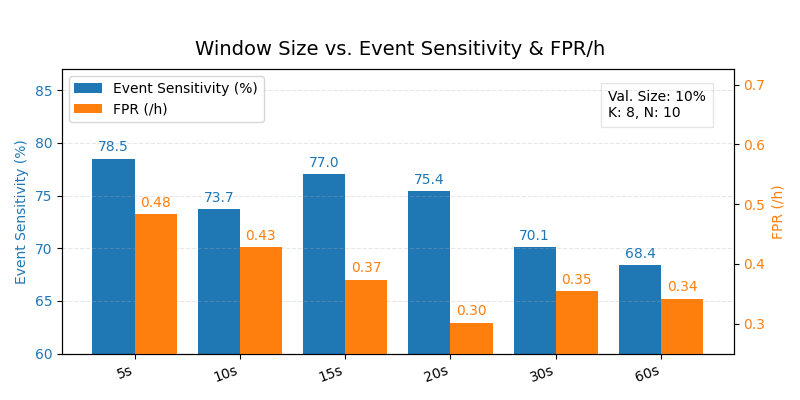 Window Size vs. Event Sensitivity & FPR/h
Event Sensitivity (%)
FPR (/h)
Val. Size: 10%
K: 8, N: 10
85
80
75
70
65
60
Event Sensitivity (%)
0.7
0.6
0.5
0.4
0.3
FPR (/h)
78.5
0.48
73.7
0.43
77.0
0.37
75.4
0.30
70.1
0.35
68.4
0.34
5s
10s
15s
20s
30s
60s